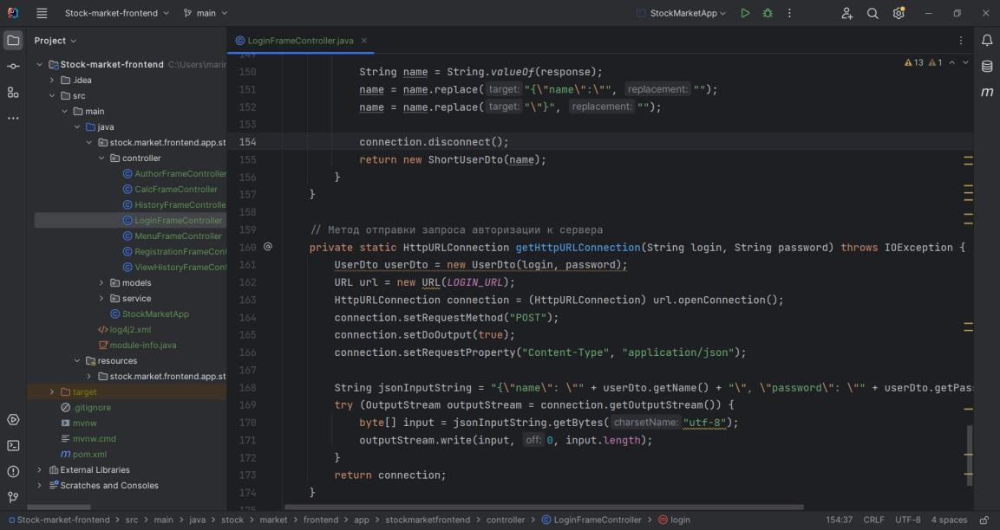 Stock-market-frontend
main
StockMarketApp
Project
LoginFrameController.java
13
1
Stock-market-frontend C:\Users\marin
.idea
src
main
java
stock.market.frontend.app.st
controller
AuthorFrameController
CalcFrameController
HistoryFrameControlle
LoginFrameController
MenuFrameController
RegistrationFrameCont
ViewHistoryFrameCont
models
service
StockMarketApp
log4j2.xml
module-info.java
resources
stock.market.frontend.app.st
target
.gitignore
mvnw
mvnw.cmd
pom.xml
External Libraries
Scratches and Consoles
149
150 String name = String.valueOf(response);
151 name = name.replace( target: "{\"name\":\"", replacement: "");
152 name = name.replace( target: "\"}", replacement: "");
153
154 connection.disconnect();
155 return new ShortUserDto(name);
156 }
157 }
158
159 // Метод отправки запроса авторизации к сервера
160 @ private static HttpURLConnection getHttpURLConnection(String login, String password) throws IOException {
161 UserDto userDto = new UserDto(login, password);
162 URL url = new URL(LOGIN_URL);
163 HttpURLConnection connection = (HttpURLConnection) url.openConnection();
164 connection.setRequestMethod("POST");
165 connection.setDoOutput(true);
166 connection.setRequestProperty("Content-Type", "application/json");
167
168 String jsonInputString = "{\"name\": \"" + userDto.getName() + "\", \"password\": \"" + userDto.getPas
169 try (OutputStream outputStream = connection.getOutputStream()) {
170 byte[] input = jsonInputString.getBytes( charsetName: "utf-8");
171 outputStream.write(input, off: 0, input.length);
172 }
173 return connection;
174 }
175
Stock-market-frontend > src > main > java > stock > market > frontend > app > stockmarketfrontend > controller > LoginFrameController > login
154:37 CRLF UTF-8 4 spaces